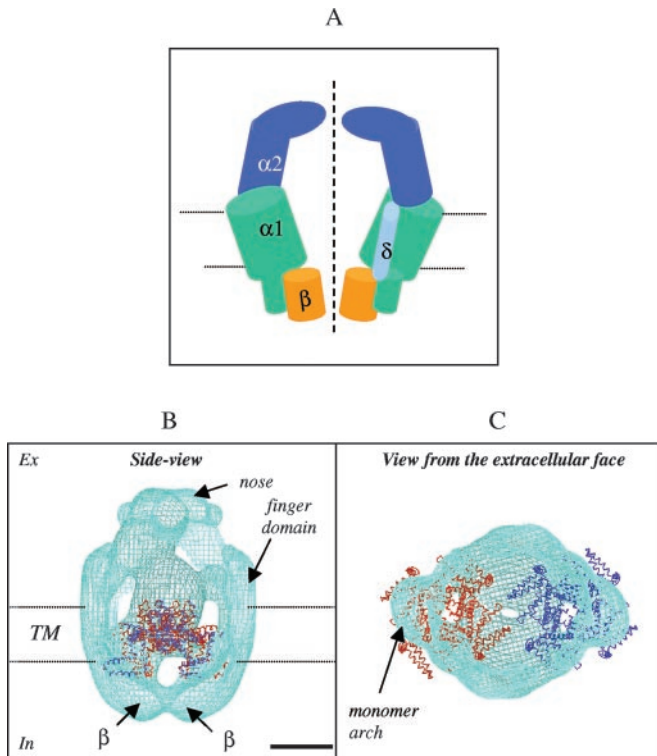 A
α2
α1
δ
β
B
C
Ex
Side-view
nose
finger
domain
TM
In
β
β
View from the extracellular face
monomer
arch